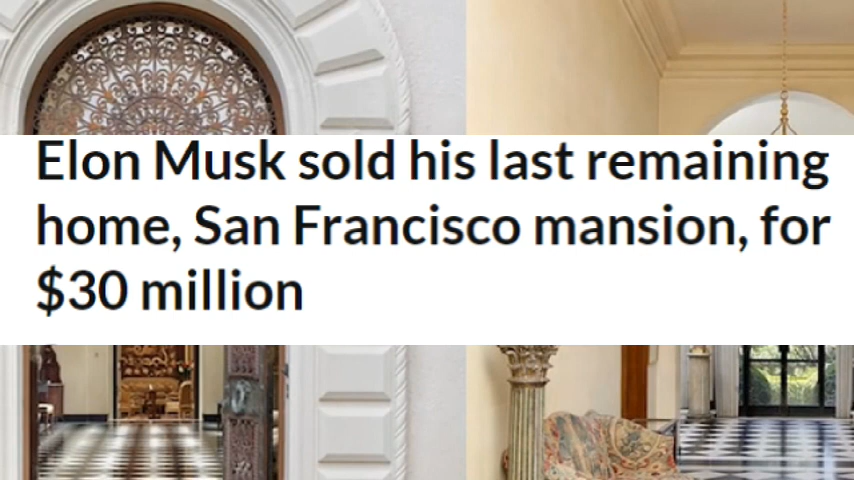 Elon Musk sold his last remaining
home, San Francisco mansion, for
$30 million